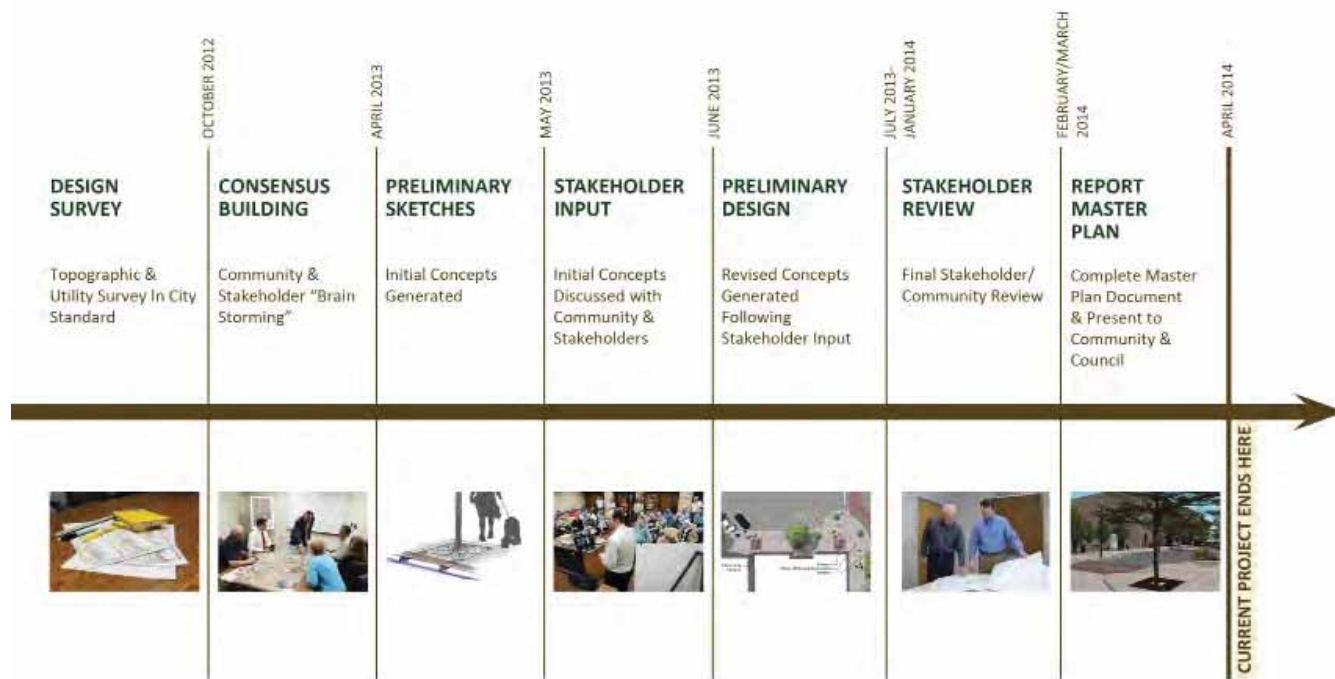 OCTOBER 2012
APRIL 2013
MAY 2013
JUNE 2013
JULY 2013-
JANUARY 2014
FEBRUARY/MARCH
2014
APRIL 2014
DESIGN
SURVEY
Topographic &
Utility Survey In City
Standard
CONSENSUS
BUILDING
Community &
Stakeholder "Brain
Storming"
PRELIMINARY
SKETCHES
Initial Concepts
Generated
STAKEHOLDER
INPUT
Initial Concepts
Discussed with
Community &
Stakeholders
PRELIMINARY
DESIGN
Revised Concepts
Generated
Following
Stakeholder Input
STAKEHOLDER
REVIEW
Final Stakeholder/
Community Review
REPORT
MASTER
PLAN
Complete Master
Plan Document
& Present to
Community &
Council
CURRENT PROJECT ENDS HERE